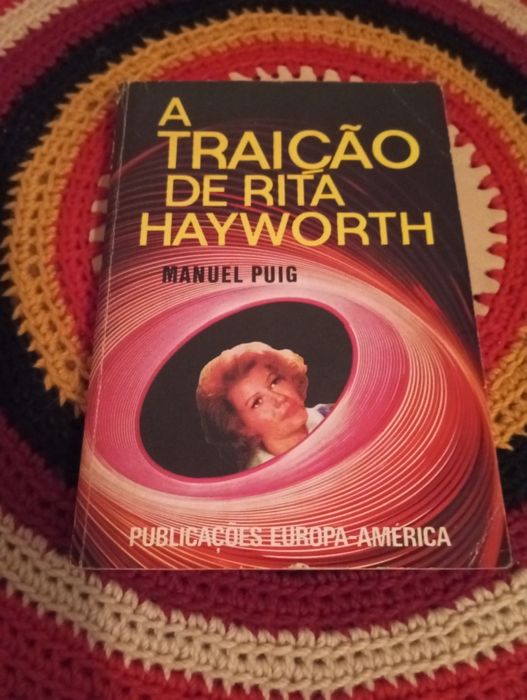 A
TRAIÇÃO
DE RITA
HAYWORTH
MANUEL PUIG
PUBLICAÇÕES EUROPA-AMÉRICA